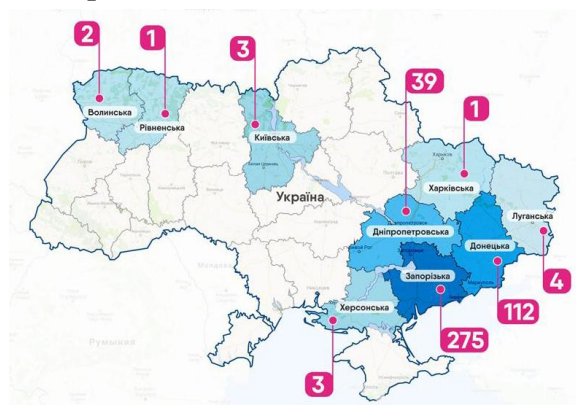 2
1
3
39
1
Волинська
Рівненська
Київська
Харківська
Україна
Луганська
Дніпропетровська
Донецька
Запорізька
Херсонська
4
112
275
3
Румыния